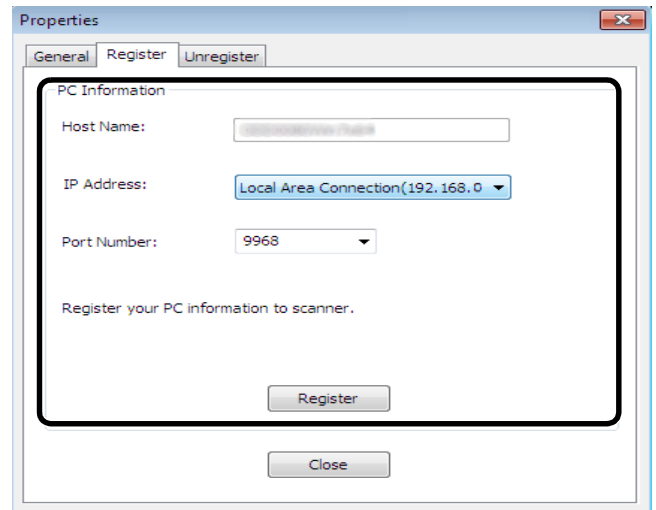 Properties
General Register Unregister
PC Information
Host Name:
IP Address: Local Area Connection(192.168.0
Port Number: 9968
Register your PC information to scanner.
Register
Close